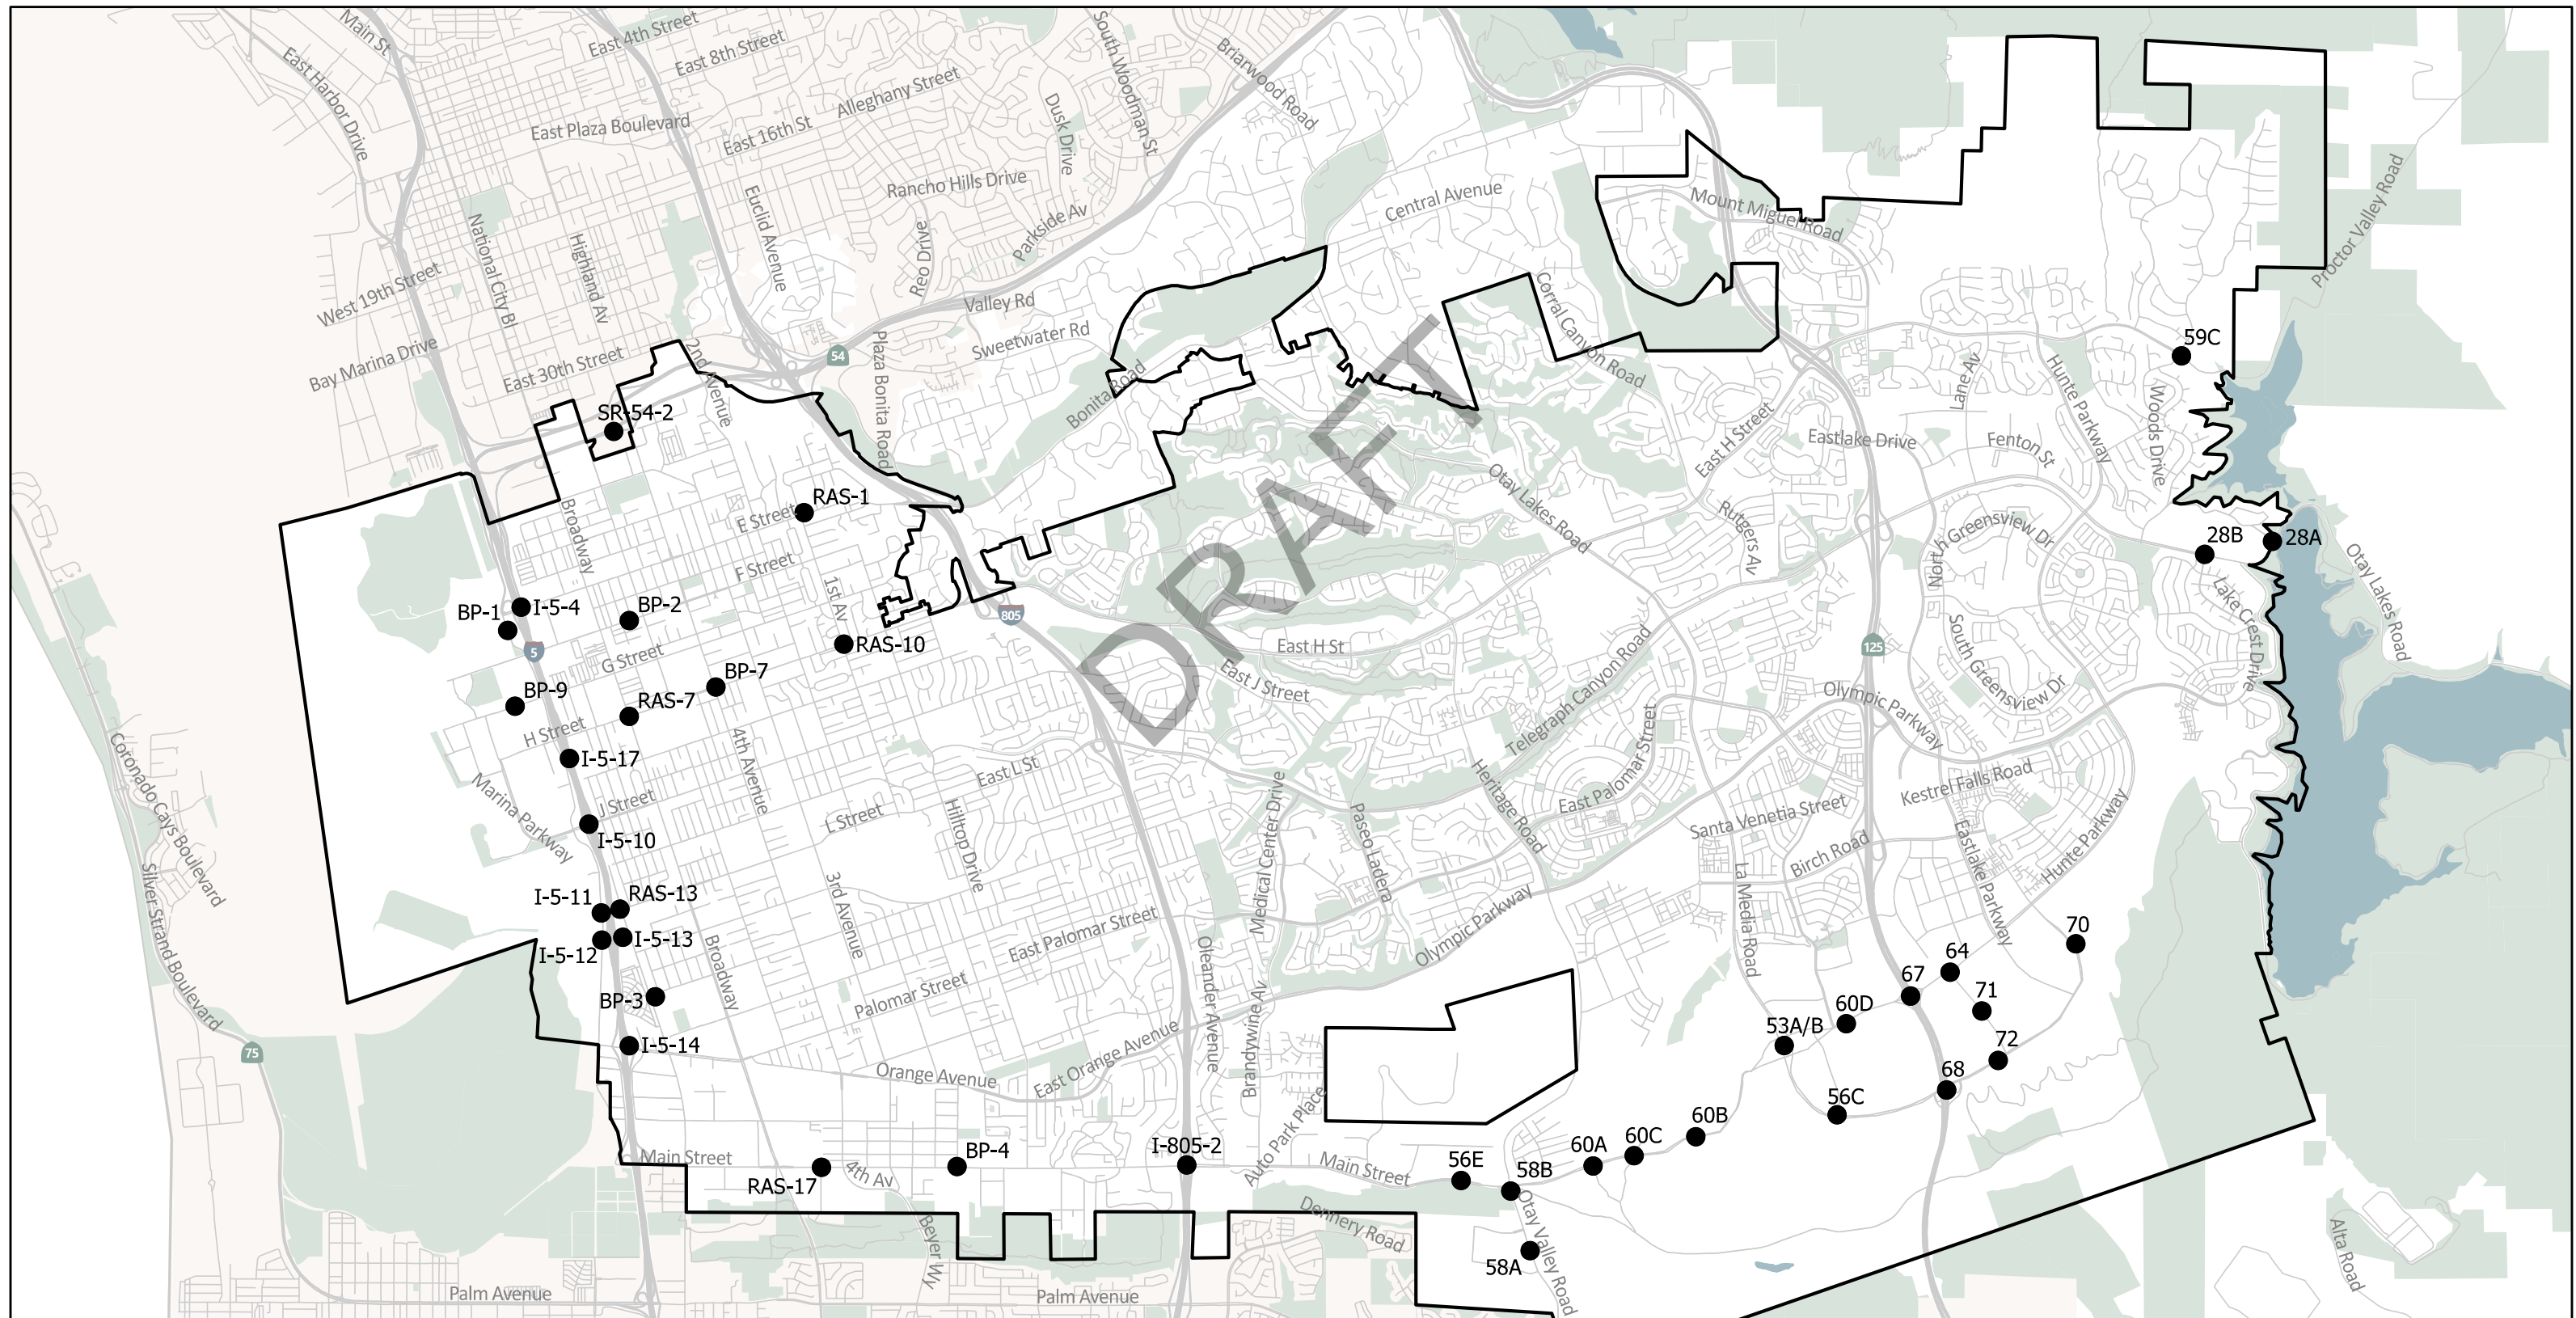 Main St
East 4th Street
South Woodman St
East Harbor Drive
East 8th Street
Briarwood Road
Alleghany Street
Dusk Drive
East Plaza Boulevard
East 16th St
Rancho Hills Drive
Central Avenue
Mount Miguel Road
Proctor Valley Road
Euclid Avenue
Parkside Av
Reo Drive
National City Bl
Highland Av
West 19th Street
Valley Rd
Sweetwater Rd
Corral Canyon Road
Bay Marina Drive
East 30th Street
2nd Avenue
54
Plaza Bonita Road
59C
Bonita Road
Lane Av
Hunte Parkway
Woods Drive
SR-54-2
DRAFT
East H Street
Eastlake Drive
Fenton St
Otay Lakes Road
RAS-1
E Street
Broadway
Rutgers Av
North Greensview Dr
28B
28A
Otay Lakes Road
F Street
1st Av
Lake Crest Drive
BP-1
I-5-4
BP-2
805
RAS-10
East H St
5
G Street
125
South Greensview Dr
East J Street
Telegraph Canyon Road
BP-9
BP-7
RAS-7
Olympic Parkway
H Street
4th Avenue
I-5-17
East L St
Coronado Cays Boulevard
Marina Parkway
J Street
Heritage Road
East Palomar Street
Kestrel Falls Road
I-5-10
L Street
Hilltop Drive
Medical Center Drive
Paseo Ladera
Santa Venetia Street
Birch Road
Eastlake Parkway
Hunte Parkway
Silver Strand Boulevard
I-5-11
RAS-13
3rd Avenue
La Media Road
I-5-13
I-5-12
East Palomar Street
Olympic Parkway
70
Broadway
Oleander Avenue
64
67
BP-3
Palomar Street
Brandywine Av
71
60D
53A/B
I-5-14
75
East Orange Avenue
72
Orange Avenue
68
56C
Auto Park Place
60B
60C
I-805-2
60A
Main Street
BP-4
RAS-17
4th Av
Main Street
56E
58B
Dennery Road
Otay Valley Road
Beyer Wy
58A
Alta Road
Palm Avenue
Palm Avenue